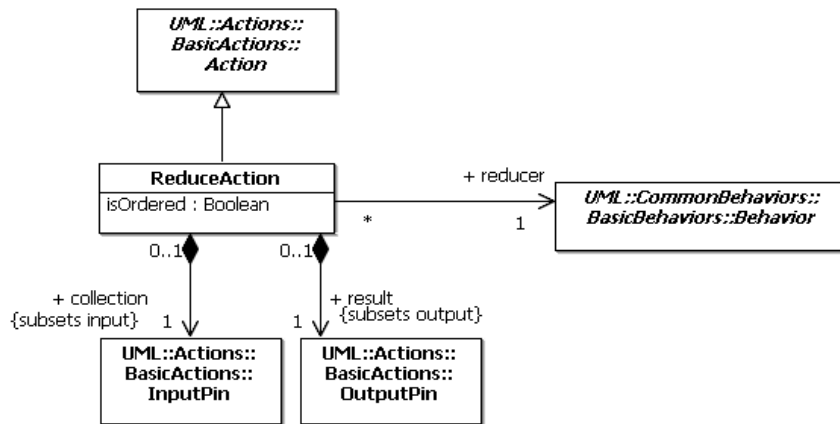 UML::Actions::
BasicActions::
Action
ReduceAction
isOrdered : Boolean
+ reducer
*
1
UML::CommonBehaviors::
BasicBehaviors::Behavior
0..1
0..1
+ collection
{subsets input}
1
+ result
{subsets output}
1
UML::Actions::
BasicActions::
InputPin
UML::Actions::
BasicActions::
OutputPin